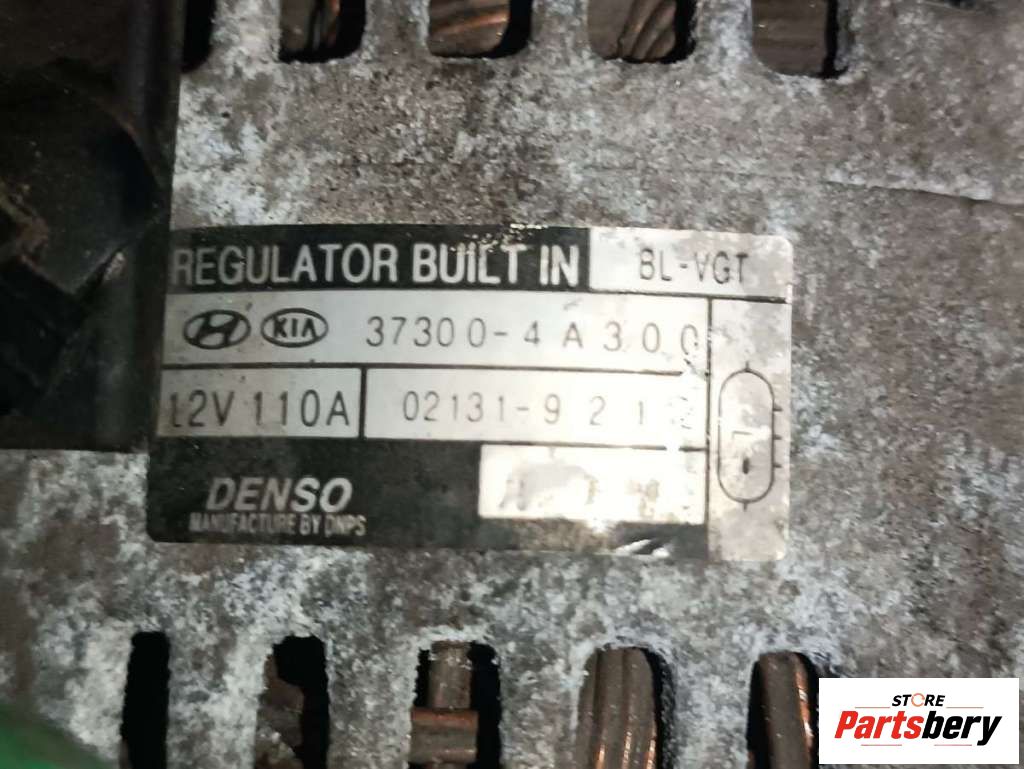 REGULATOR BUILT IN BL-VGT
KIA 37300-4A300
12V 110A
L
DENSO
MANUFACTURE BY DNPS
STORE
Partsbery